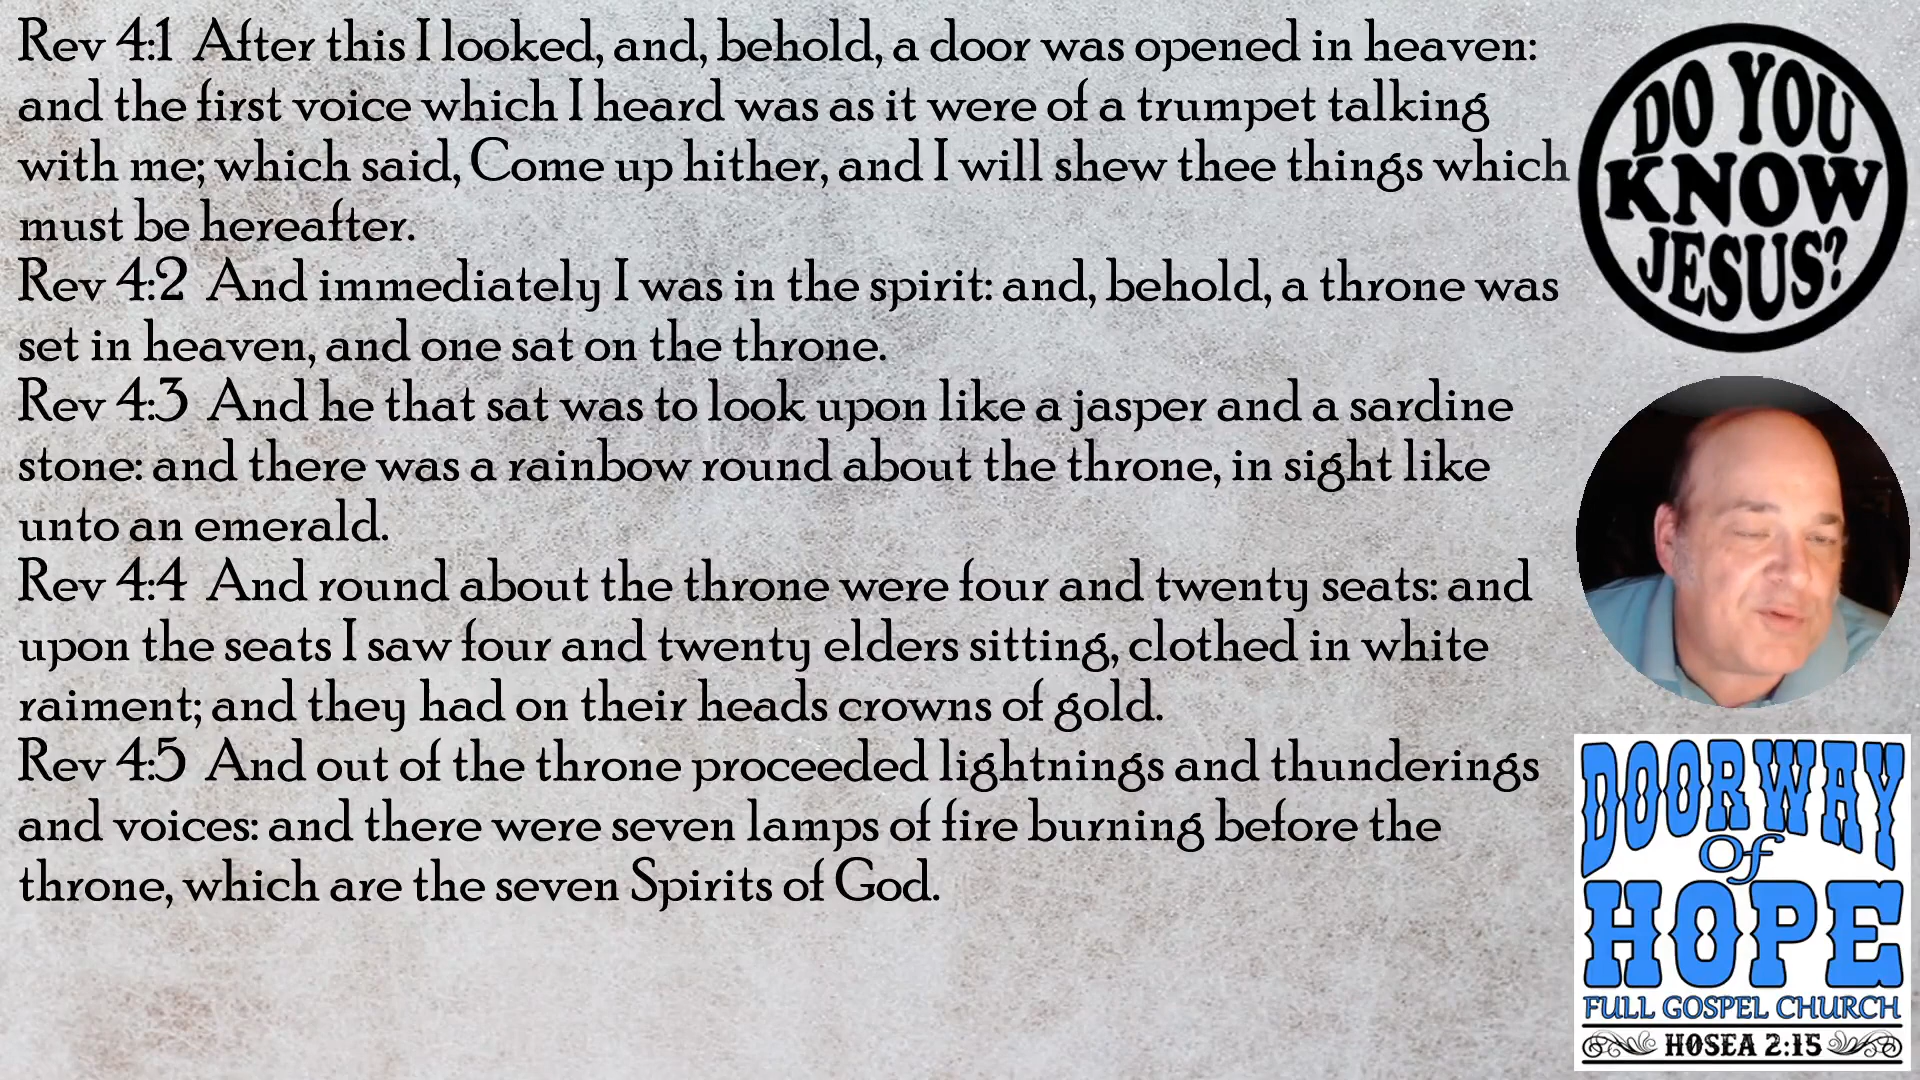 Rev 4:1 After this I looked, and, behold, a door was opened in heaven:
and the first voice which I heard was as it were of a trumpet talking
with me; which said, Come up hither, and I will shew thee things which
must be hereafter.
Rev 4:2 And immediately I was in the spirit: and, behold, a throne was
set in heaven, and one sat on the throne.
Rev 4:3 And he that sat was to look upon like a jasper and a sardine
stone: and there was a rainbow round about the throne, in sight like
unto an emerald.
Rev 4:4 And round about the throne were four and twenty seats: and
upon the seats I saw four and twenty elders sitting, clothed in white
raiment; and they had on their heads crowns of gold.
Rev 4:5 And out of the throne proceeded lightnings and thunderings
and voices: and there were seven lamps of fire burning before the
throne, which are the seven Spirits of God.
DO YOU
KNOW
JESUS?
DOORWAY
Of
HOPE
FULL GOSPEL CHURCH
HOSEA 2:15